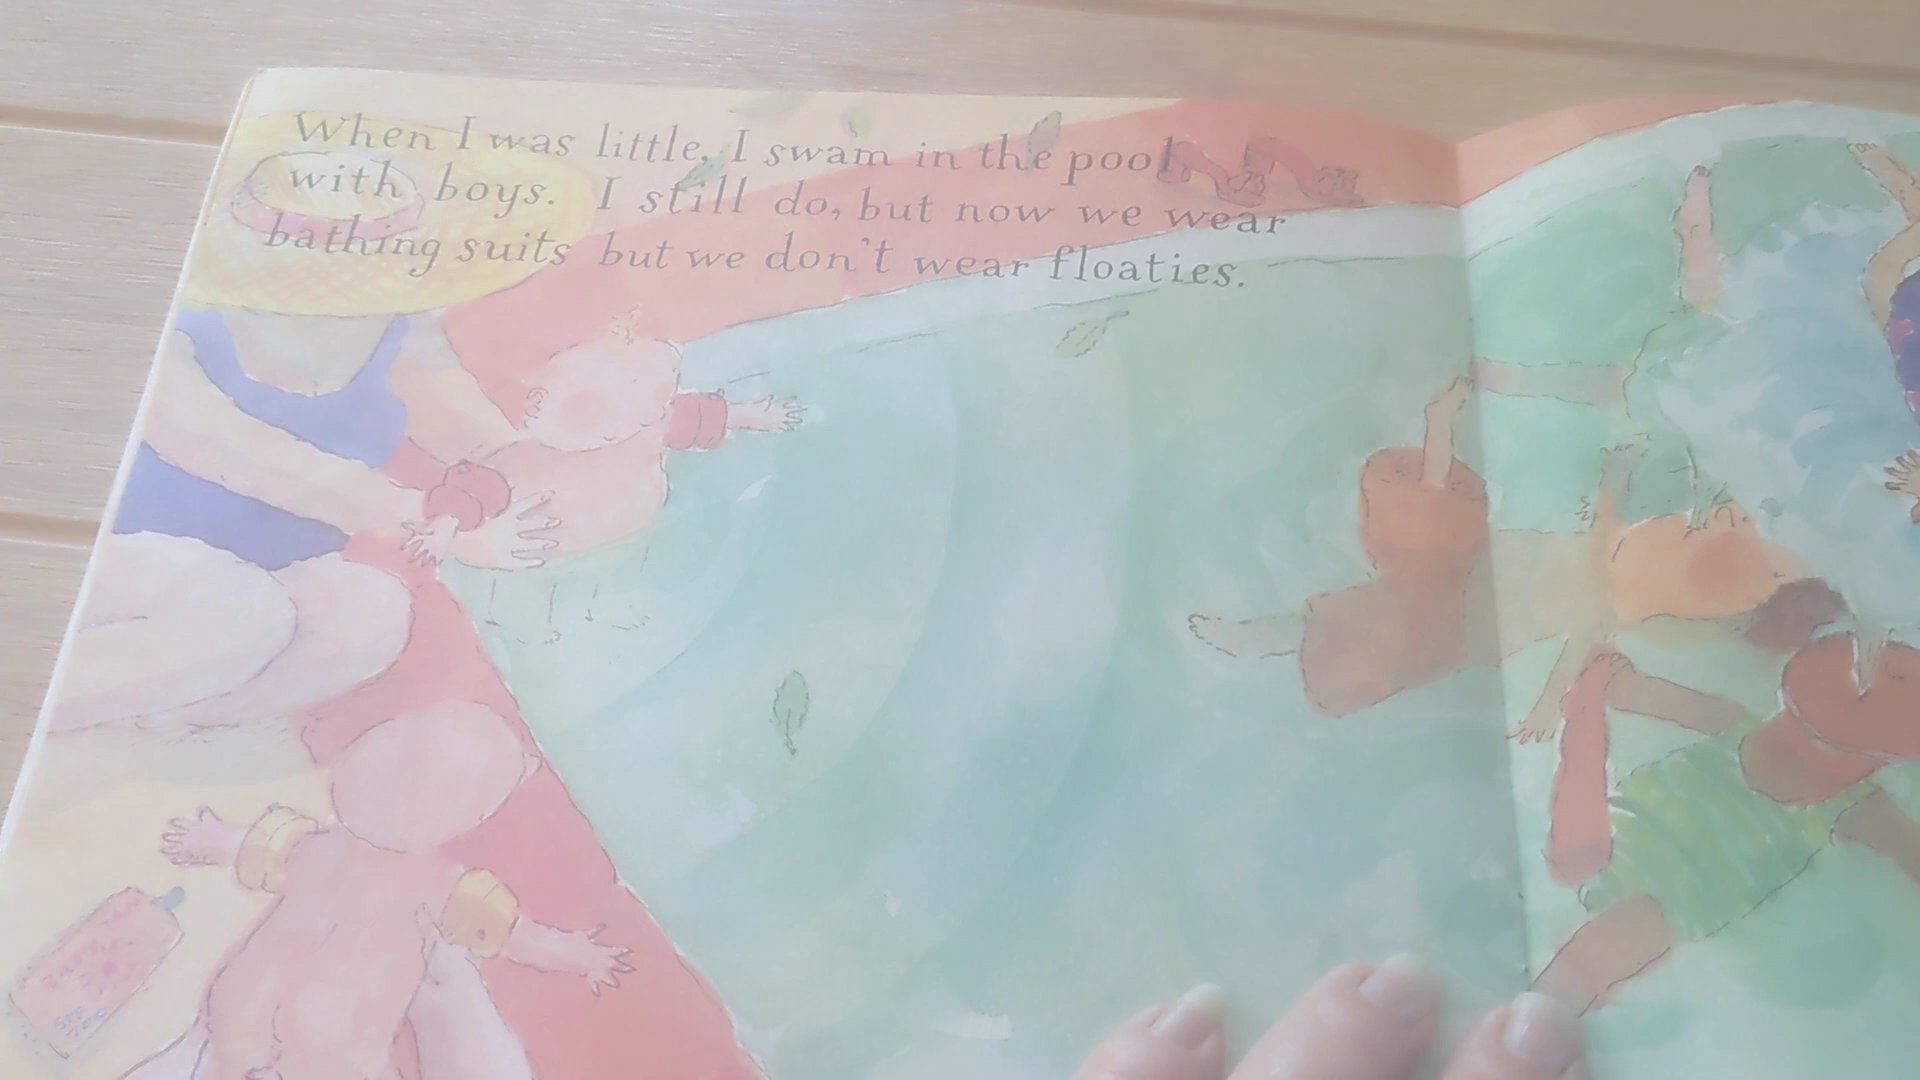 When I was little, I swam in the pool
with boys. I still do, but now we wear
bathing suits but we don't wear floaties.